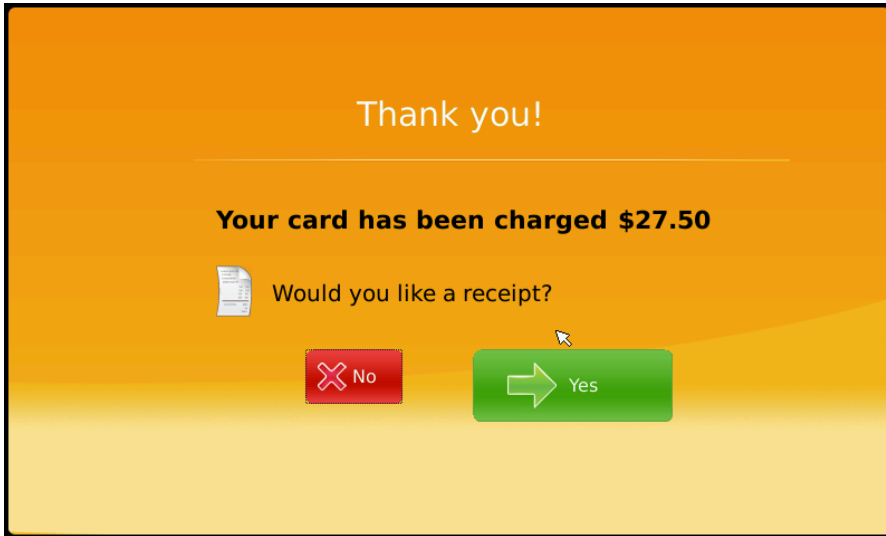 Thank you!
Your card has been charged $27.50
Would you like a receipt?
No
Yes